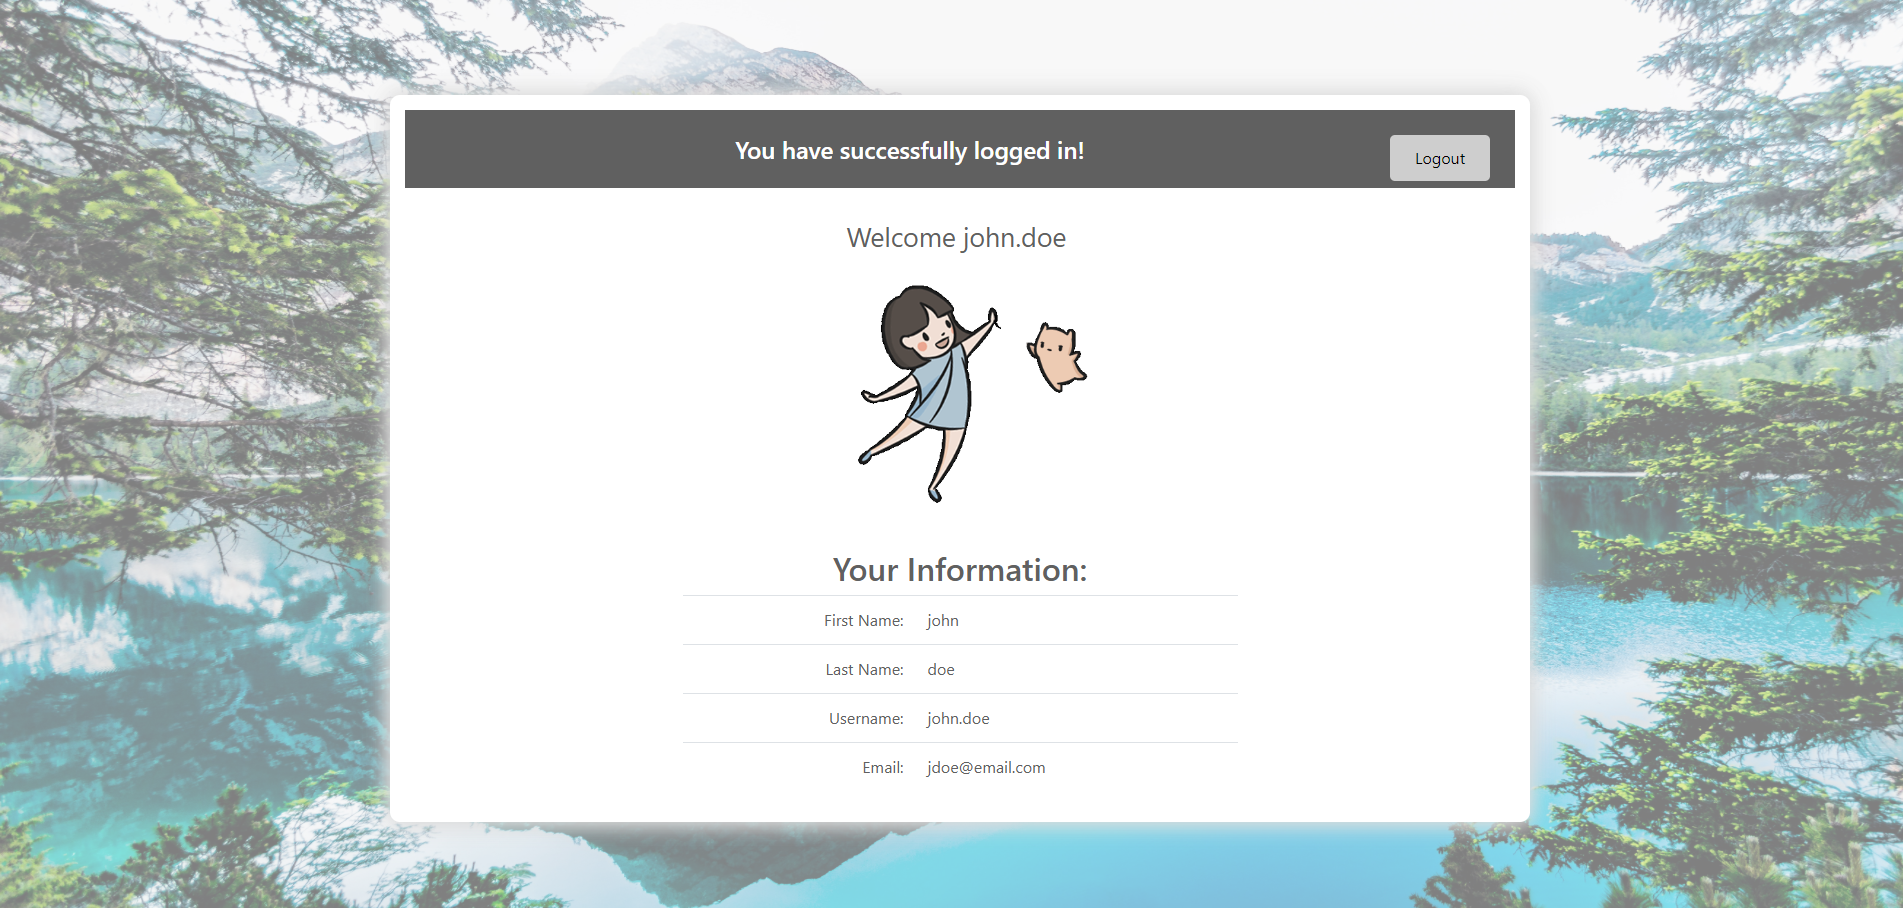 You have successfully logged in!
Logout
Welcome john.doe
Your Information:
First Name: john
Last Name: doe
Username: john.doe
Email: jdoe@email.com